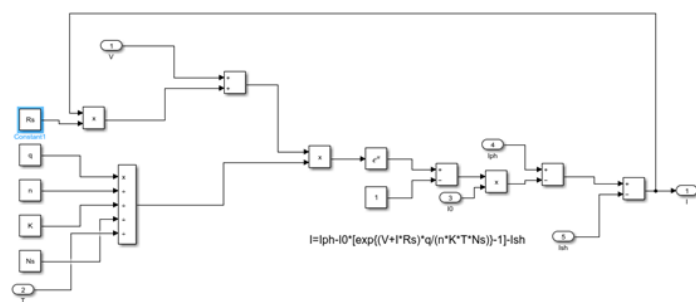 1
V
Rs
Constant1
x
+
+
q
n
K
Ns
x
÷
÷
÷
÷
2
T
x
eᵘ
1
+
−
3
I0
x
4
Iph
+
−
+
−
5
Ish
1
I
I=Iph-I0*[exp{(V+I*Rs)*q/(n*K*T*Ns)}-1]-Ish